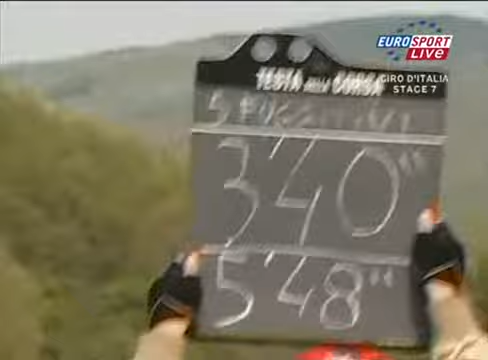 EUROSPORT
LIVE
GIRO D'ITALIA
STAGE 7
TESTA DELLA CORSA
3'40"
5'48"